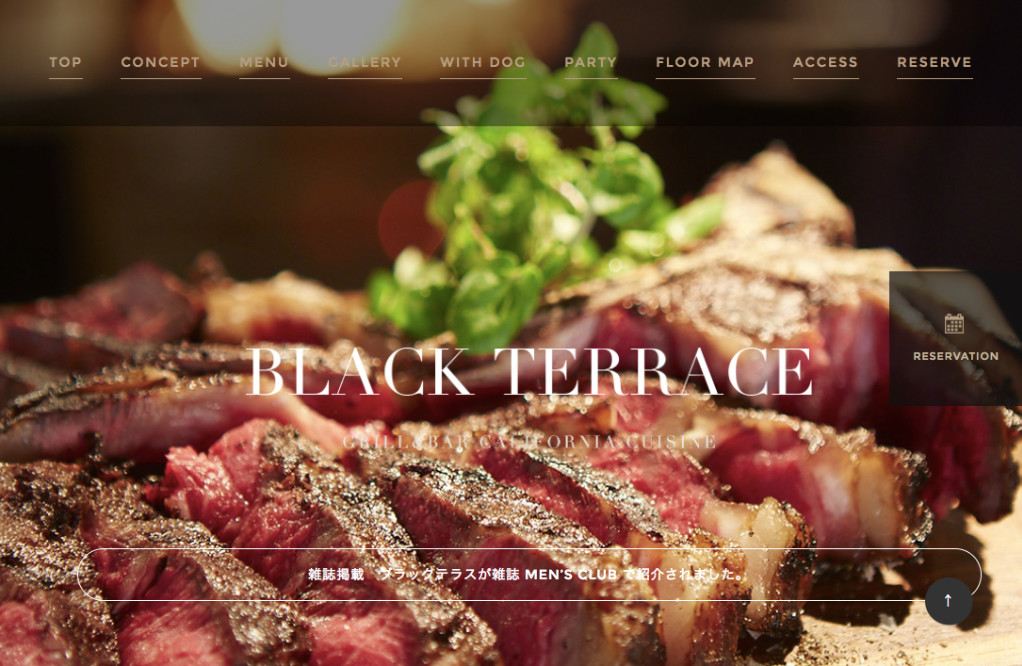 TOP CONCEPT MENU GALLERY WITH DOG PARTY FLOOR MAP ACCESS RESERVE
RESERVATION
BLACK TERRACE
GRILL&BAR CALIFORNIA CUISINE
雑誌掲載　ブラックテラスが雑誌 MEN'S CLUB で紹介されました。
↑